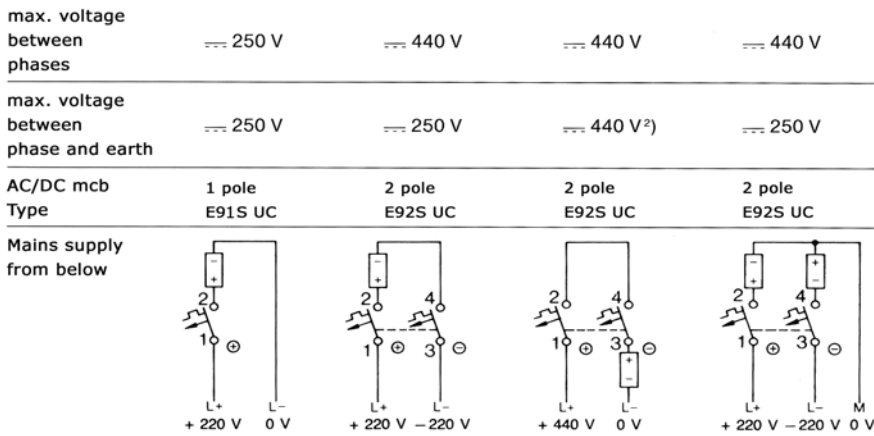 max. voltage
between
phases
⎓ 250 V ⎓ 440 V ⎓ 440 V ⎓ 440 V
max. voltage
between
phase and earth
⎓ 250 V ⎓ 250 V ⎓ 440 V²) ⎓ 250 V
AC/DC mcb 1 pole 2 pole 2 pole 2 pole
Type E91S UC E92S UC E92S UC E92S UC
Mains supply
from below
− − − +
+ + + −
2 2 4 2 4 2 4
1 ⊕ 1 ⊕ 3 ⊖ 1 ⊕ 3 ⊖ 1 ⊕ 3 ⊖
+
−
L+ L− L+ L− L+ L− L+ L− M
+ 220 V 0 V + 220 V −220 V + 440 V 0 V + 220 V −220 V 0 V